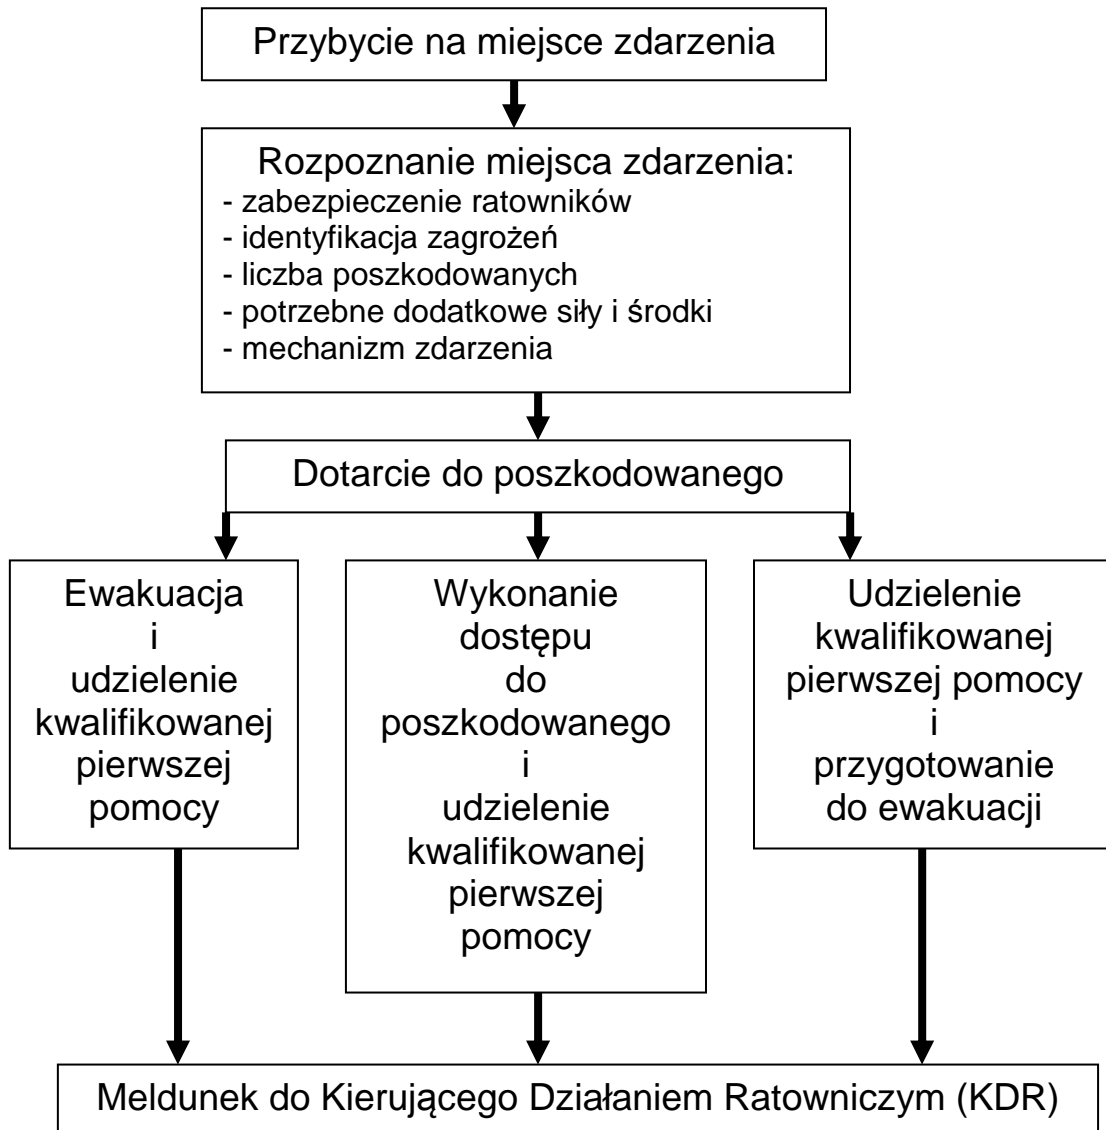 Przybycie na miejsce zdarzenia
Rozpoznanie miejsca zdarzenia:
- zabezpieczenie ratowników
- identyfikacja zagrożeń
- liczba poszkodowanych
- potrzebne dodatkowe siły i środki
- mechanizm zdarzenia
Dotarcie do poszkodowanego
Ewakuacja
i
udzielenie
kwalifikowanej
pierwszej
pomocy
Wykonanie
dostępu
do
poszkodowanego
i
udzielenie
kwalifikowanej
pierwszej
pomocy
Udzielenie
kwalifikowanej
pierwszej pomocy
i
przygotowanie
do ewakuacji
Meldunek do Kierującego Działaniem Ratowniczym (KDR)